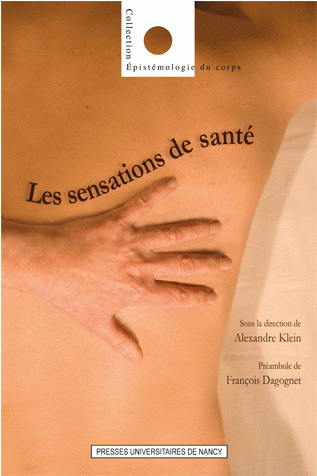 Collection
Épistémologie du corps
Les sensations de santé
Sous la direction de
Alexandre Klein
Préambule de
François Dagognet
PRESSES UNIVERSITAIRES DE NANCY